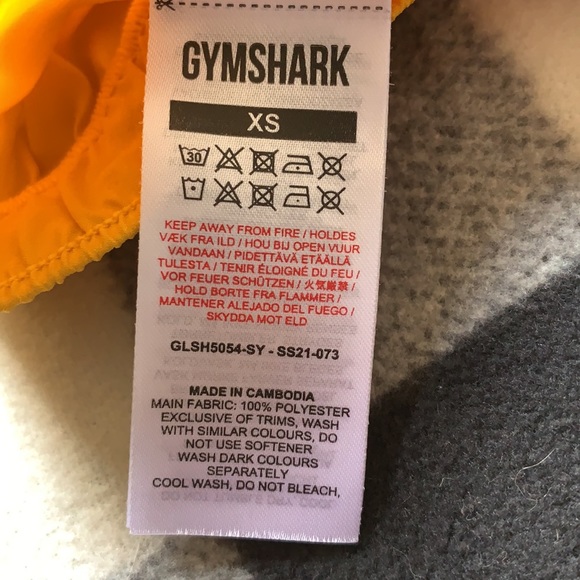 GYMSHARK
XS
30
KEEP AWAY FROM FIRE / HOLDES
VÆK FRA ILD / HOU BIJ OPEN VUUR
VANDAAN / PIDETTÄVÄ ETÄÄLLÄ
TULESTA / TENIR ÉLOIGNÉ DU FEU /
VOR FEUER SCHÜTZEN / 火気厳禁 /
HOLD BORTE FRA FLAMMER /
MANTENER ALEJADO DEL FUEGO /
SKYDDA MOT ELD
GLSH5054-SY - SS21-073
MADE IN CAMBODIA
MAIN FABRIC: 100% POLYESTER
EXCLUSIVE OF TRIMS, WASH
WITH SIMILAR COLOURS, DO
NOT USE SOFTENER
WASH DARK COLOURS
SEPARATELY
COOL WASH, DO NOT BLEACH,